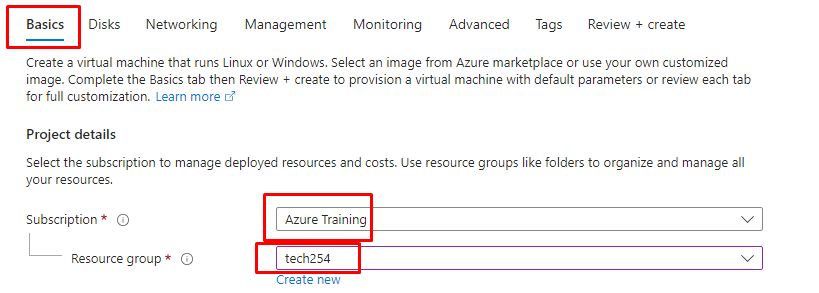 Basics Disks Networking Management Monitoring Advanced Tags Review + create
Create a virtual machine that runs Linux or Windows. Select an image from Azure marketplace or use your own customized
image. Complete the Basics tab then Review + create to provision a virtual machine with default parameters or review each tab
for full customization. Learn more
Project details
Select the subscription to manage deployed resources and costs. Use resource groups like folders to organize and manage all
your resources.
Subscription * Azure Training
Resource group * tech254
Create new